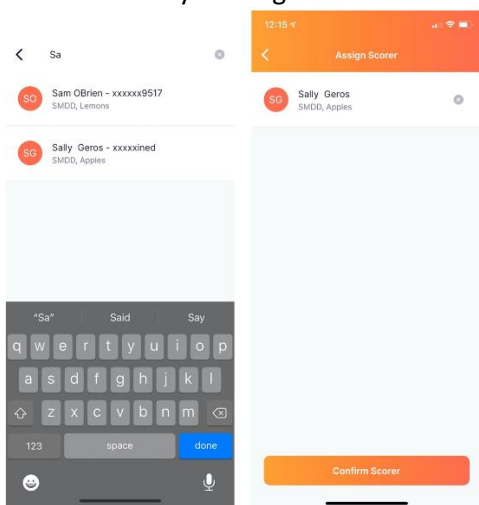 Sa
SO
Sam OBrien - xxxxxx9517
SMDD, Lemons
SG
Sally Geros - xxxxxined
SMDD, Apples
"Sa" Said Say
q w e r t y u i o p
a s d f g h j k l
z x c v b n m
123 space done
12:15
Assign Scorer
SG
Sally Geros
SMDD, Apples
Confirm Scorer